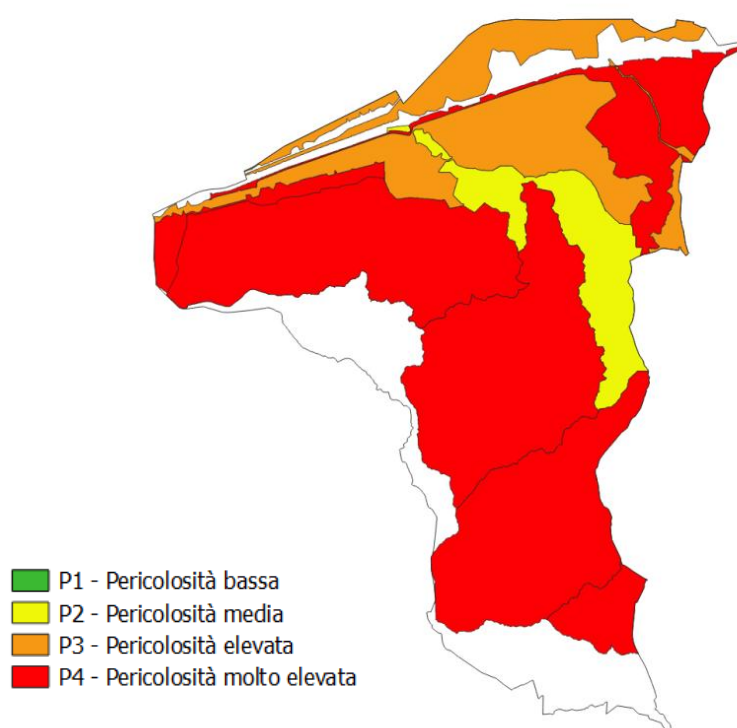 P1 - Pericolosità bassa
P2 - Pericolosità media
P3 - Pericolosità elevata
P4 - Pericolosità molto elevata